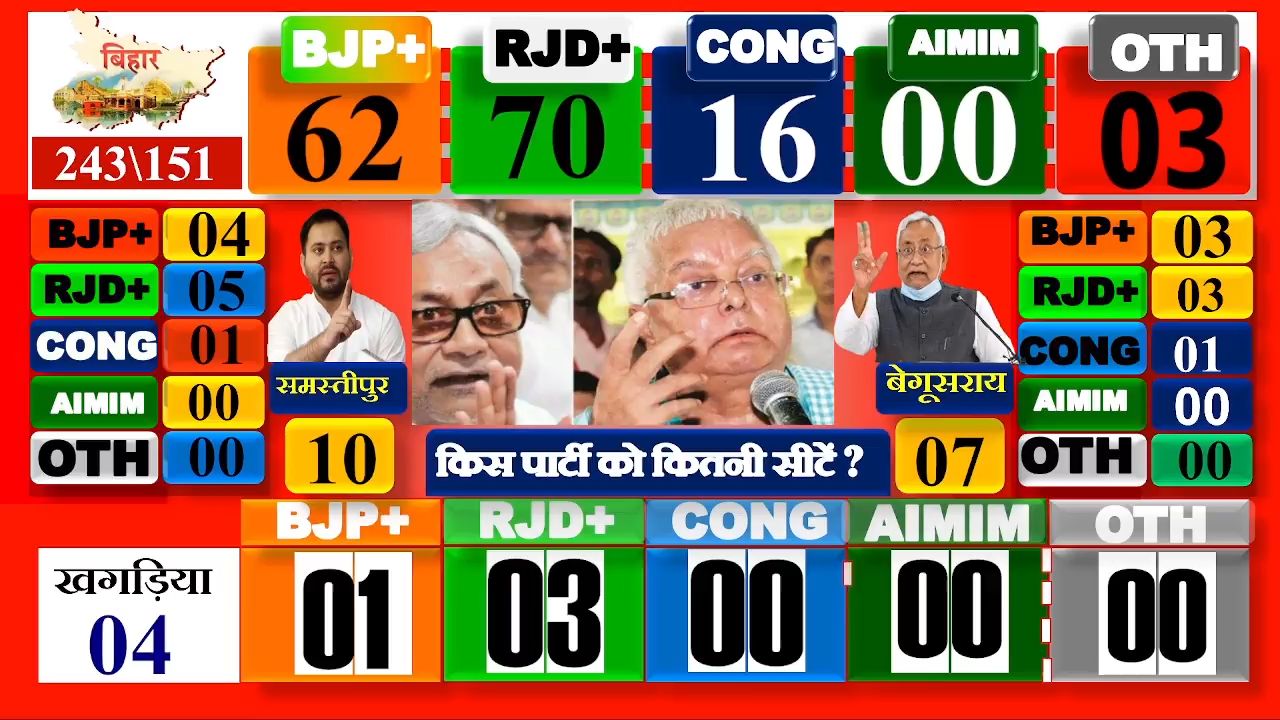 बिहार
243\151
BJP+
62
RJD+
70
CONG
16
AIMIM
00
OTH
03
BJP+ 04
RJD+ 05
CONG 01
AIMIM 00
OTH 00
समस्तीपुर
10
किस पार्टी को कितनी सीटें ?
बेगूसराय
07
BJP+ 03
RJD+ 03
CONG 01
AIMIM 00
OTH 00
BJP+ RJD+ CONG AIMIM OTH
खगड़िया
04
01 03 00 00 00